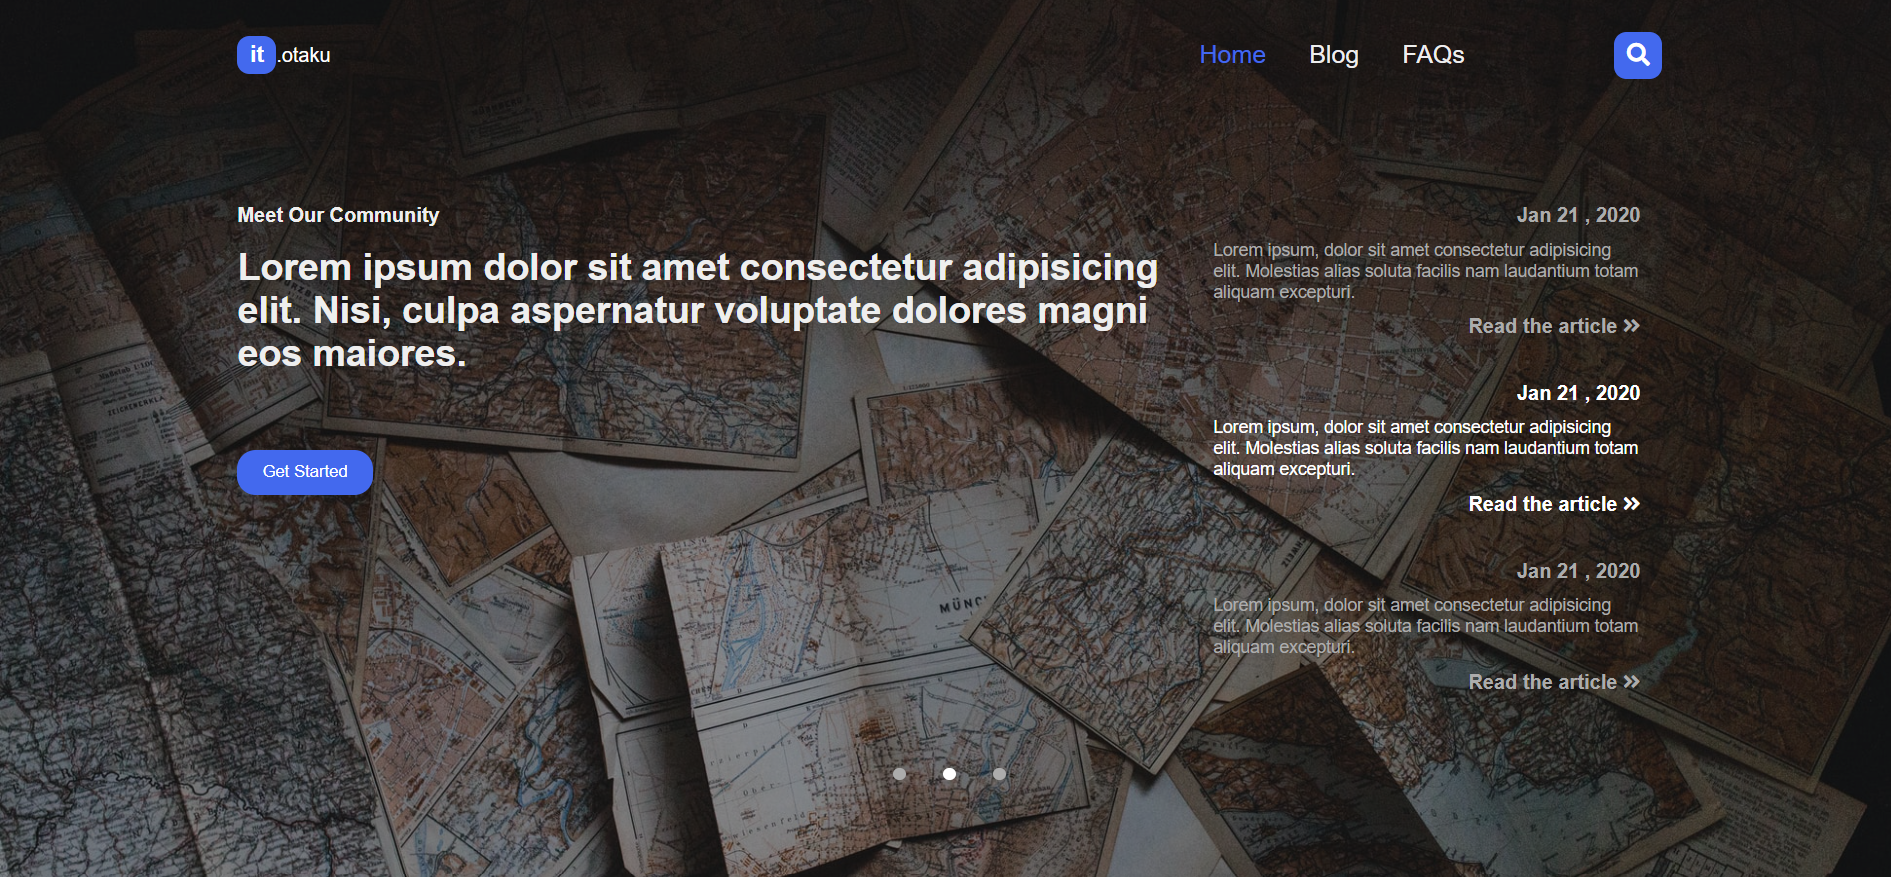 it.otaku
Home
Blog
FAQs
Meet Our Community
Lorem ipsum dolor sit amet consectetur adipisicing
elit. Nisi, culpa aspernatur voluptate dolores magni
eos maiores.
Get Started
Jan 21 , 2020
Lorem ipsum, dolor sit amet consectetur adipisicing
elit. Molestias alias soluta facilis nam laudantium totam
aliquam excepturi.
Read the article
Jan 21 , 2020
Lorem ipsum, dolor sit amet consectetur adipisicing
elit. Molestias alias soluta facilis nam laudantium totam
aliquam excepturi.
Read the article
Jan 21 , 2020
Lorem ipsum, dolor sit amet consectetur adipisicing
elit. Molestias alias soluta facilis nam laudantium totam
aliquam excepturi.
Read the article